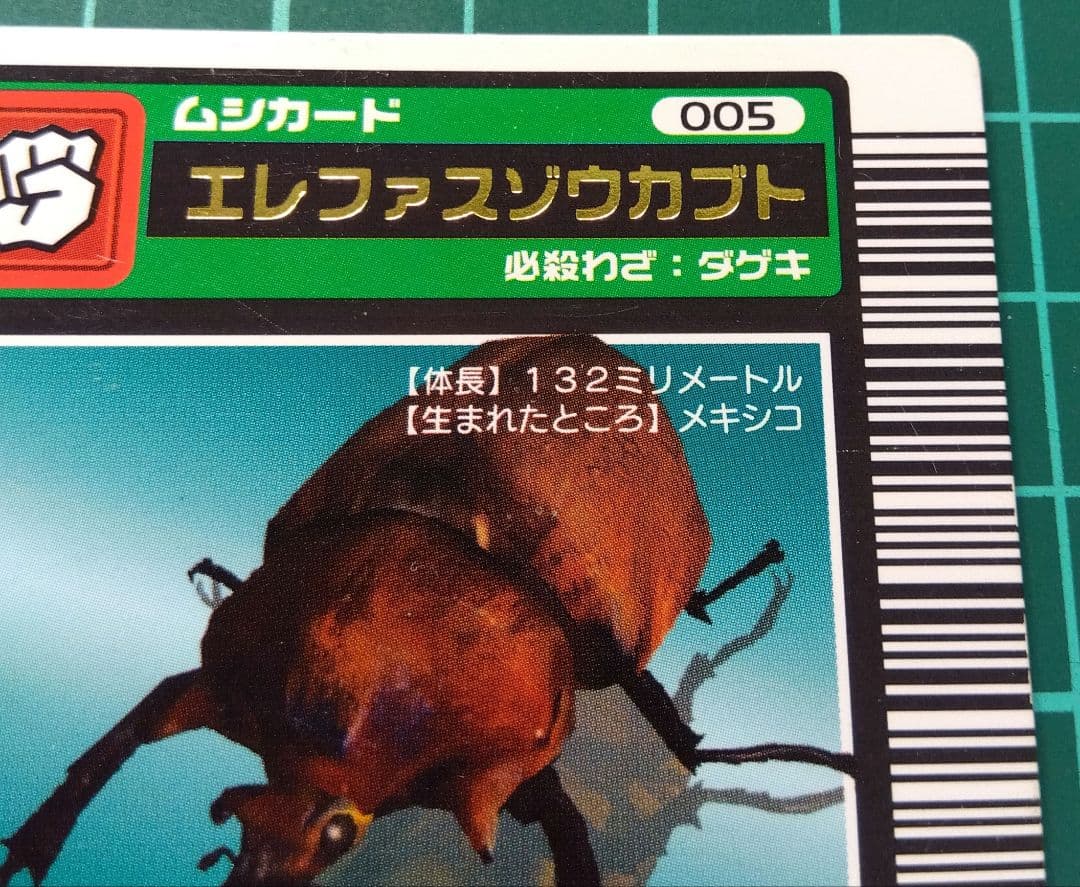 ムシカード
005
エレファスゾウカブト
必殺わざ：ダゲキ
【体長】１３２ミリメートル
【生まれたところ】メキシコ